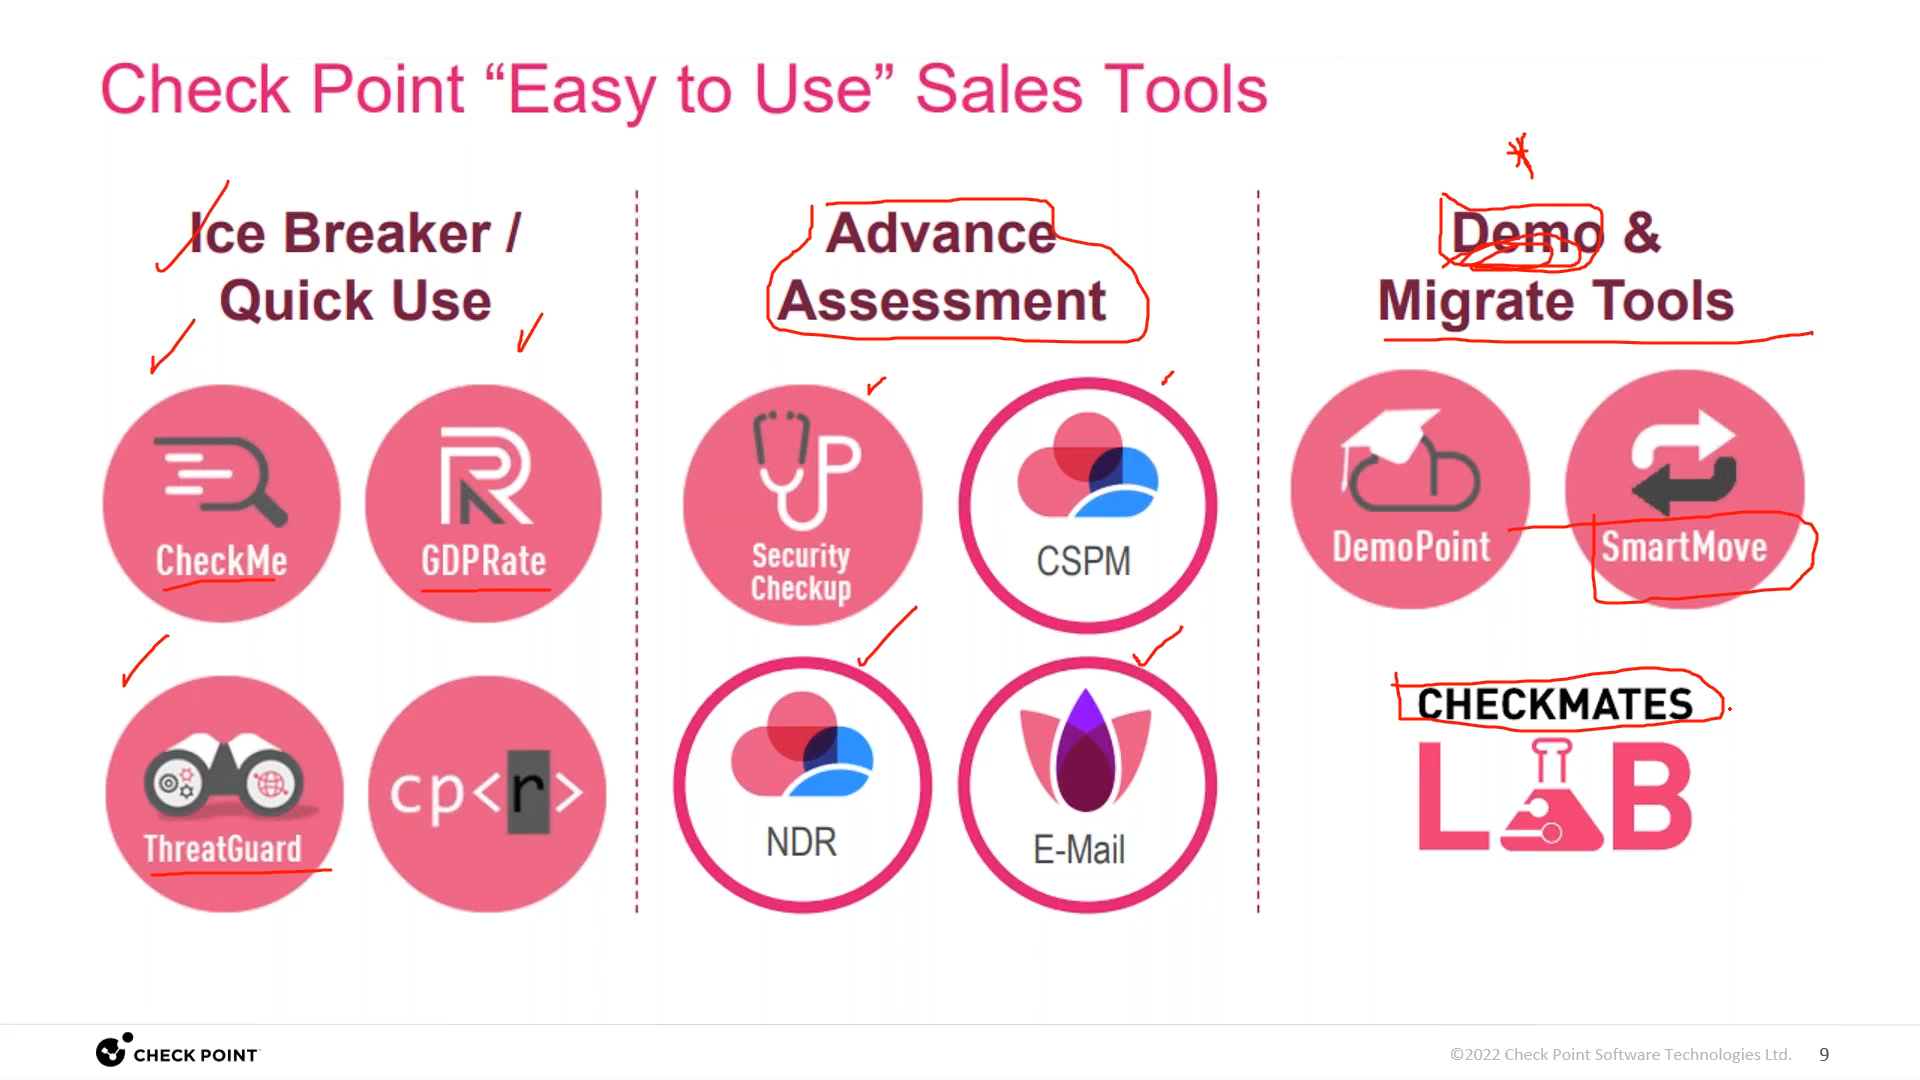 Check Point “Easy to Use” Sales Tools
Ice Breaker /
Quick Use
CheckMe
GDPRate
ThreatGuard
cp<r>
Advance
Assessment
Security
Checkup
CSPM
NDR
E-Mail
Demo &
Migrate Tools
DemoPoint
SmartMove
CHECKMATES
LAB
CHECK POINT
©2022 Check Point Software Technologies Ltd. 9